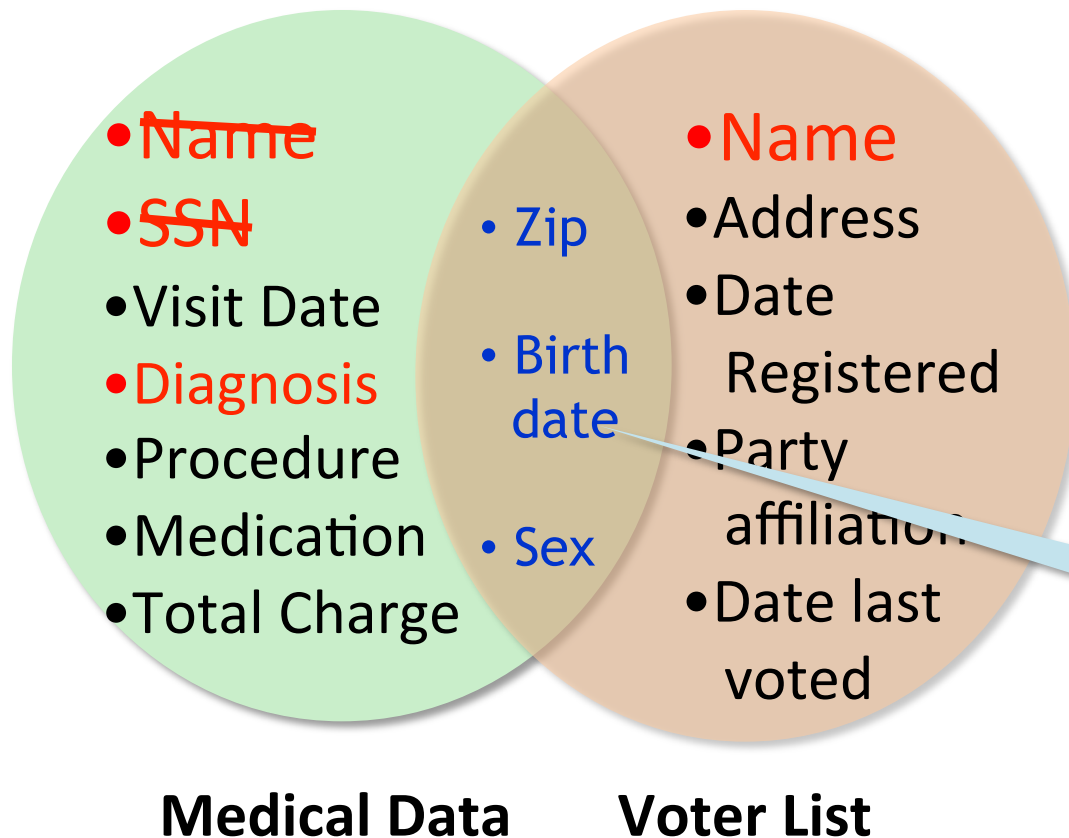 •Name
•SSN
•Visit Date
•Diagnosis
•Procedure
•Medication
•Total Charge
• Zip
• Birth
date
• Sex
•Name
•Address
•Date
Registered
•Party
affiliation
•Date last
voted
Medical Data
Voter List